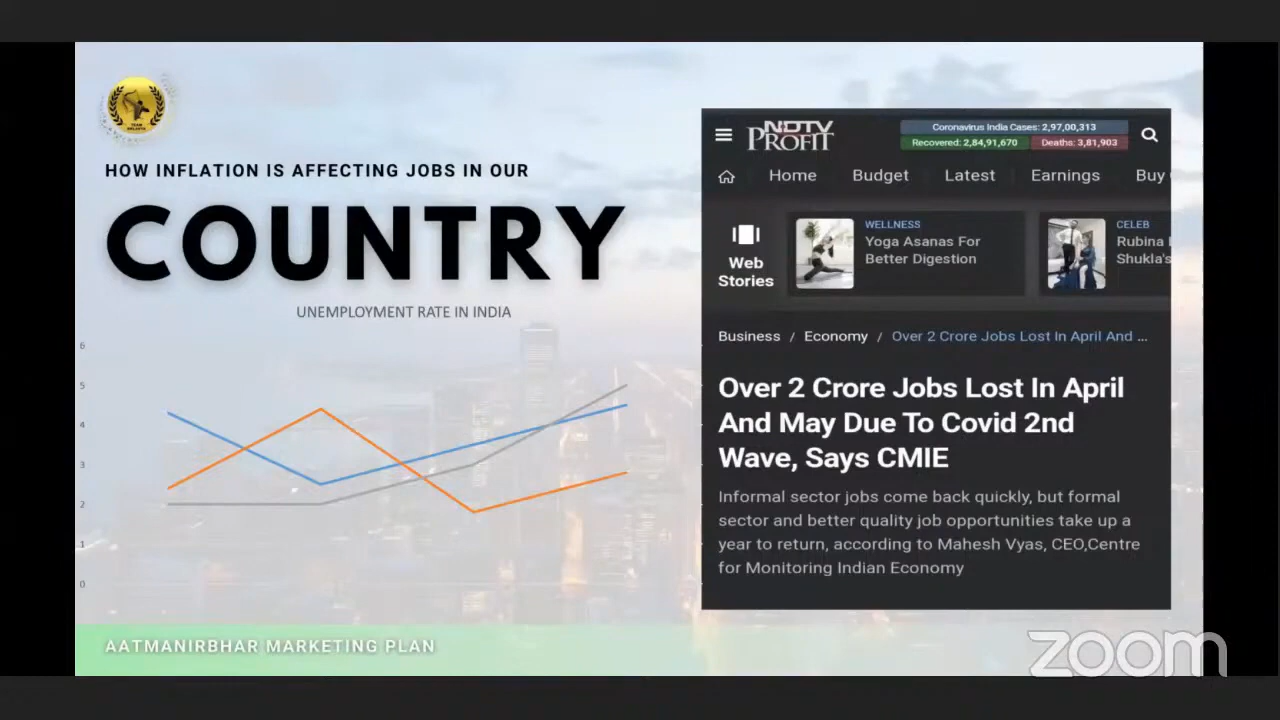 HOW INFLATION IS AFFECTING JOBS IN OUR
COUNTRY
UNEMPLOYMENT RATE IN INDIA
6
5
4
3
2
1
0
AATMANIRBHAR MARKETING PLAN
NDTV
PROFIT
Coronavirus India Cases: 2,97,00,313
Recovered: 2,84,91,670 Deaths: 3,81,903
Home Budget Latest Earnings Buy
Web
Stories
WELLNESS
Yoga Asanas For
Better Digestion
CELEB
Rubina
Shukla's
Business / Economy / Over 2 Crore Jobs Lost In April And ...
Over 2 Crore Jobs Lost In April
And May Due To Covid 2nd
Wave, Says CMIE
Informal sector jobs come back quickly, but formal
sector and better quality job opportunities take up a
year to return, according to Mahesh Vyas, CEO,Centre
for Monitoring Indian Economy
zoom